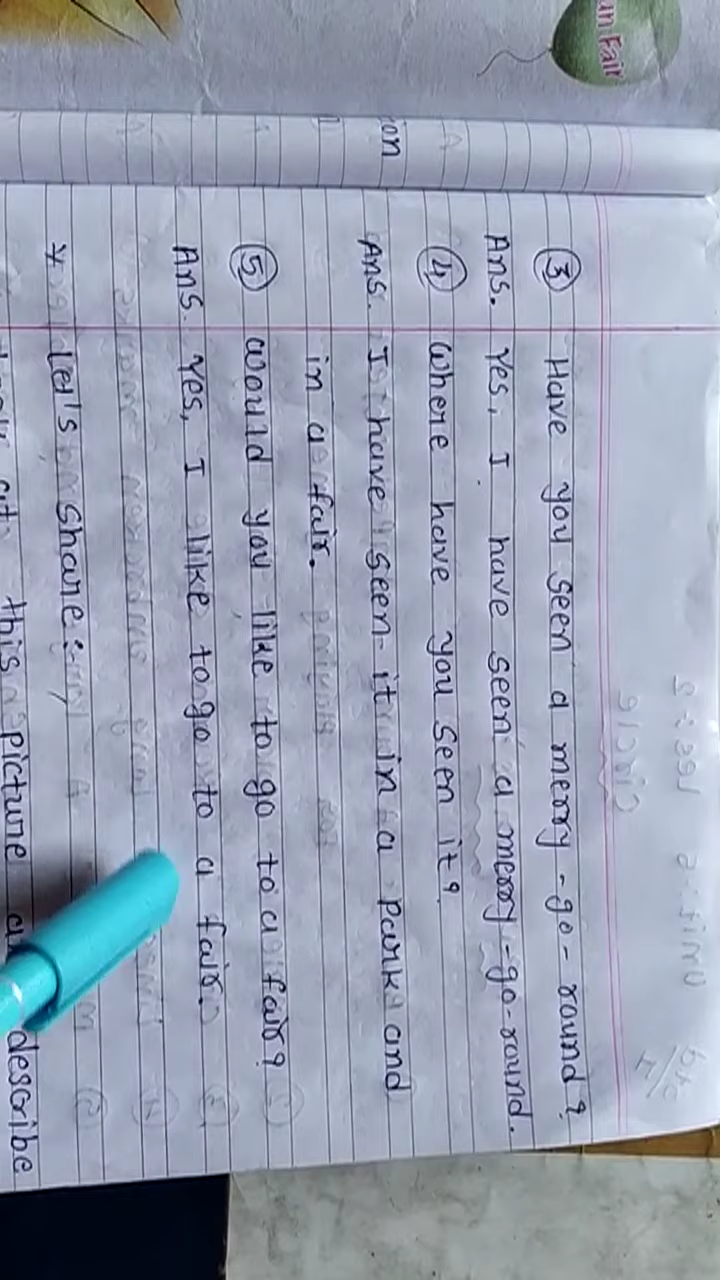 un Fair
ion
③ Have you seen a merry-go-round?
Ans. Yes, I have seen a merry-go-round.
④ Where have you seen it?
Ans. I have seen it in a park and
in a fair.
⑤ Would you like to go to a fair?
Ans. Yes, I like to go to a fair.
* Let's share :-
this picture describe